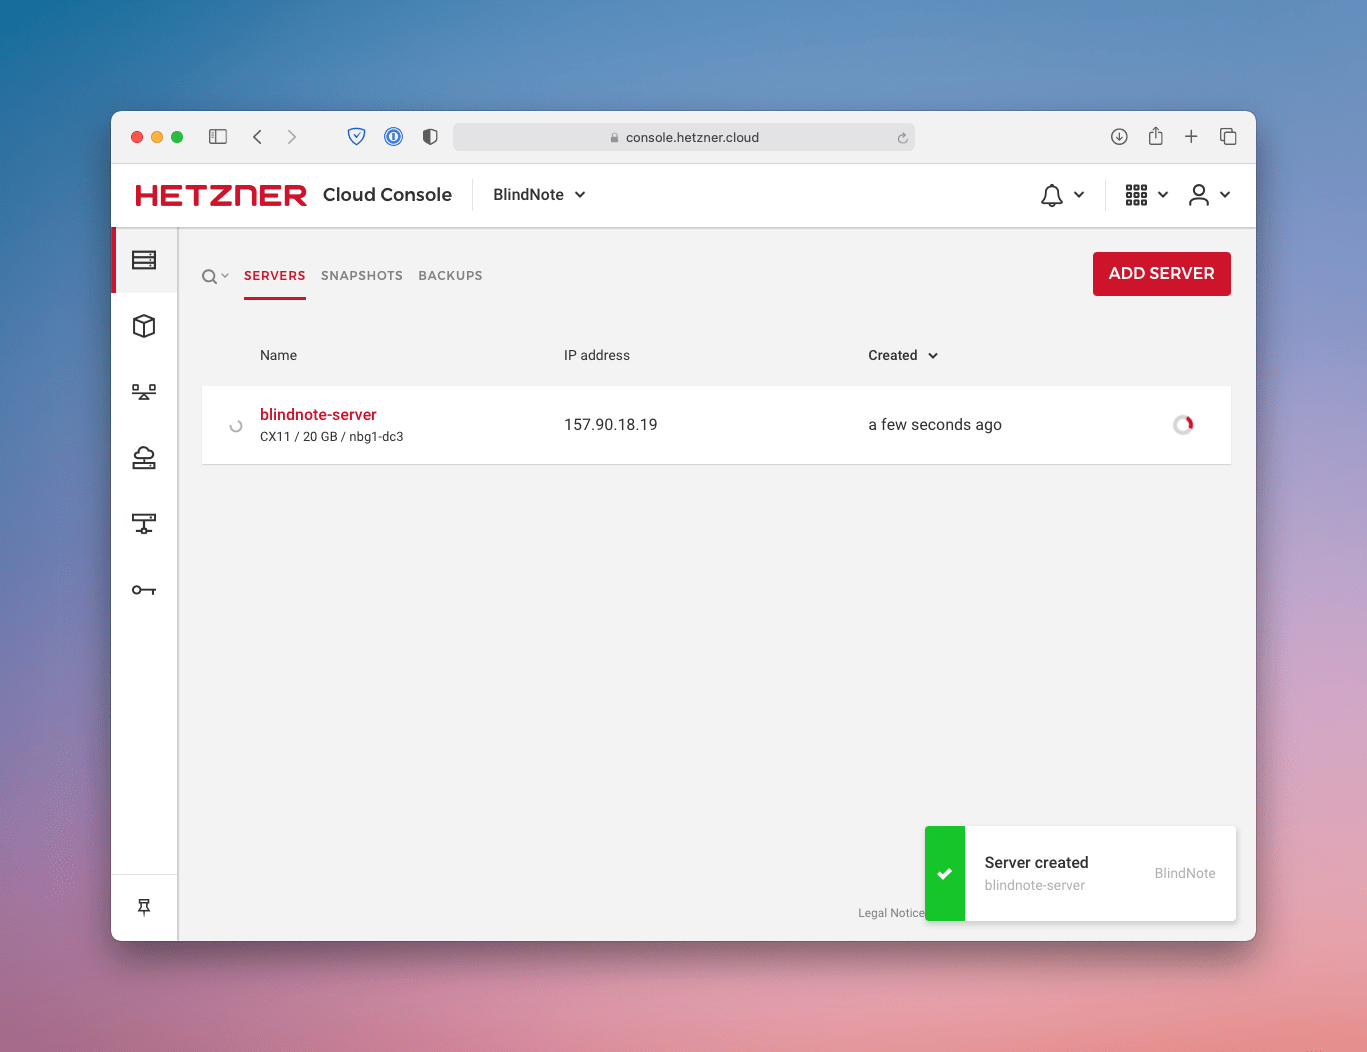 console.hetzner.cloud
HETZNER Cloud Console BlindNote
SERVERS SNAPSHOTS BACKUPS
ADD SERVER
Name IP address Created
blindnote-server
CX11 / 20 GB / nbg1-dc3
157.90.18.19
a few seconds ago
Server created
blindnote-server
BlindNote
Legal Notice